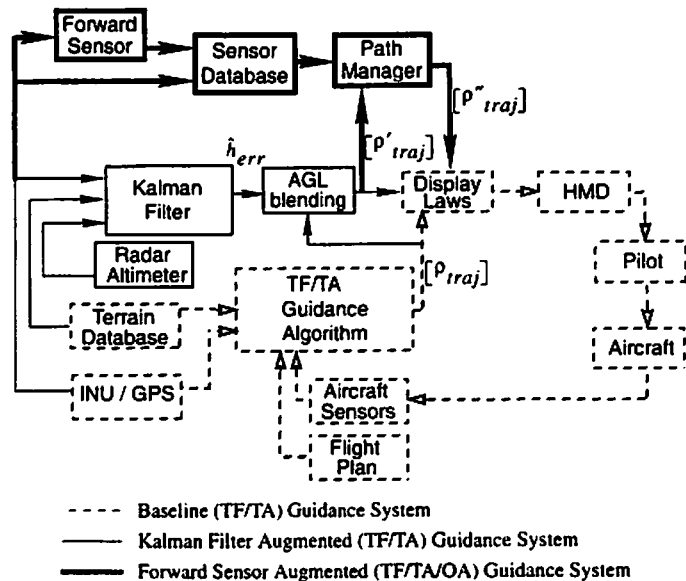 Forward
Sensor
Sensor
Database
Path
Manager
[ρ″traj]
[ρ′traj]
ĥerr
Kalman
Filter
AGL
blending
Display
Laws
HMD
Radar
Altimeter
[ρtraj]
Pilot
Terrain
Database
TF/TA
Guidance
Algorithm
Aircraft
INU / GPS
Aircraft
Sensors
Flight
Plan
Baseline (TF/TA) Guidance System
Kalman Filter Augmented (TF/TA) Guidance System
Forward Sensor Augmented (TF/TA/OA) Guidance System